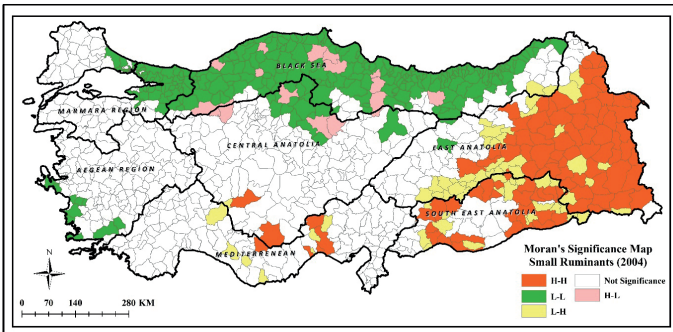 BLACK SEA
MARMARA REGION
CENTRAL ANATOLIA
EAST ANATOLIA
AEGEAN REGION
SOUTH EAST ANATOLIA
MEDITERRENEAN
Moran's Significance Map
Small Ruminants (2004)
H-H
Not Significance
L-L
H-L
L-H
N
0 70 140 280 KM